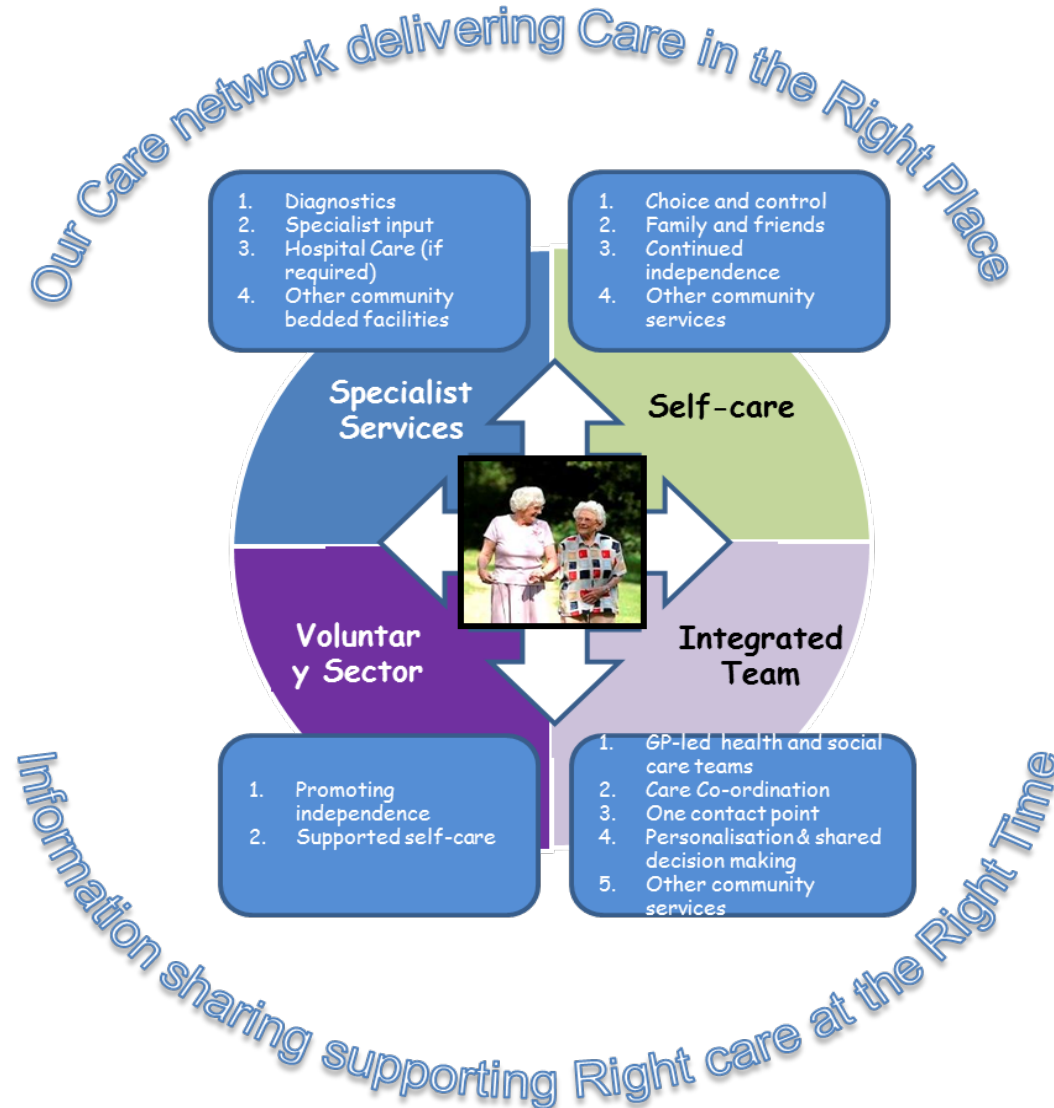 Our Care network delivering Care in the Right Place
1. Diagnostics
2. Specialist input
3. Hospital Care (if
required)
4. Other community
bedded facilities
1. Choice and control
2. Family and friends
3. Continued
independence
4. Other community
services
Specialist
Services
Self-care
Voluntar
y Sector
Integrated
Team
1. Promoting
independence
2. Supported self-care
1. GP-led health and social
care teams
2. Care Co-ordination
3. One contact point
4. Personalisation & shared
decision making
5. Other community
services
Information sharing supporting Right care at the Right Time